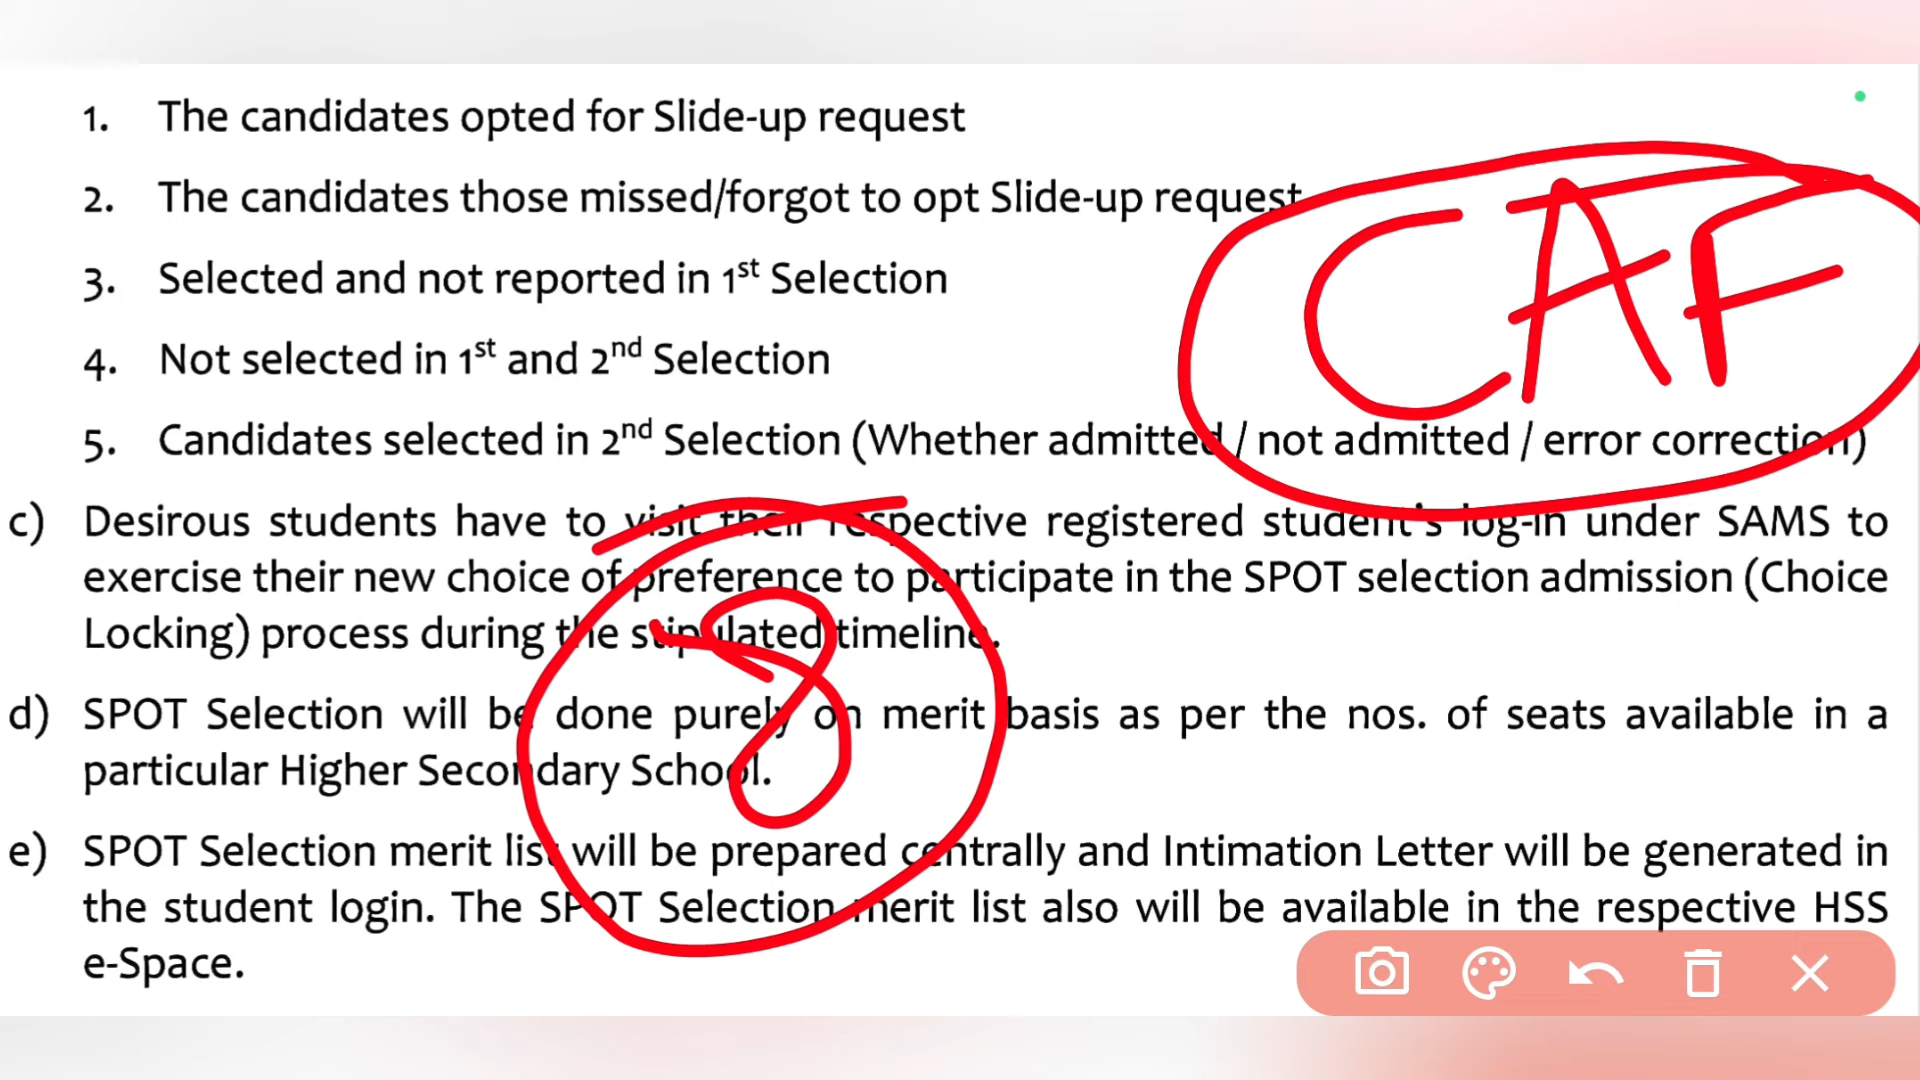 1. The candidates opted for Slide-up request
2. The candidates those missed/forgot to opt Slide-up request
CAF
3. Selected and not reported in 1st Selection
4. Not selected in 1st and 2nd Selection
5. Candidates selected in 2nd Selection (Whether admitted / not admitted / error correction)
c) Desirous students have to visit their respective registered student's log-in under SAMS to
exercise their new choice of preference to participate in the SPOT selection admission (Choice
Locking) process during the stipulated timeline.
8
d) SPOT Selection will be done purely on merit basis as per the nos. of seats available in a
particular Higher Secondary School.
e) SPOT Selection merit list will be prepared centrally and Intimation Letter will be generated in
the student login. The SPOT Selection merit list also will be available in the respective HSS
e-Space.